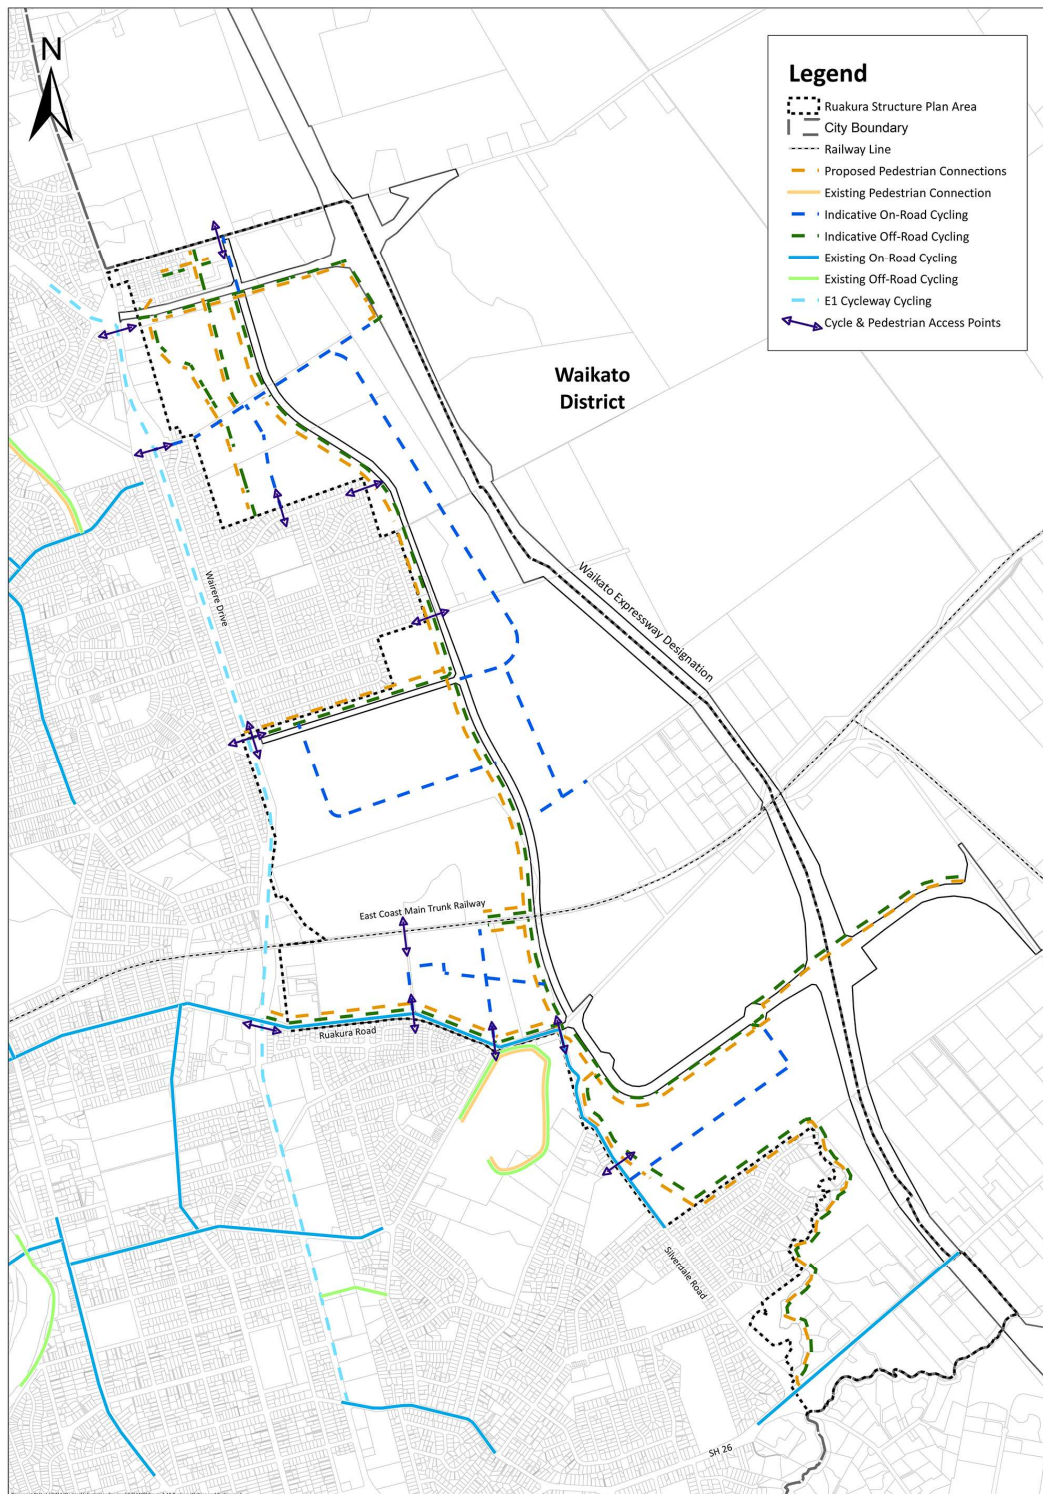 N
Legend
Ruakura Structure Plan Area
City Boundary
Railway Line
Proposed Pedestrian Connections
Existing Pedestrian Connection
Indicative On-Road Cycling
Indicative Off-Road Cycling
Existing On-Road Cycling
Existing Off-Road Cycling
E1 Cycleway Cycling
Cycle & Pedestrian Access Points
Waikato
District
Wairere Drive
Waikato Expressway Designation
East Coast Main Trunk Railway
Ruakura Road
Silverdale Road
SH 26